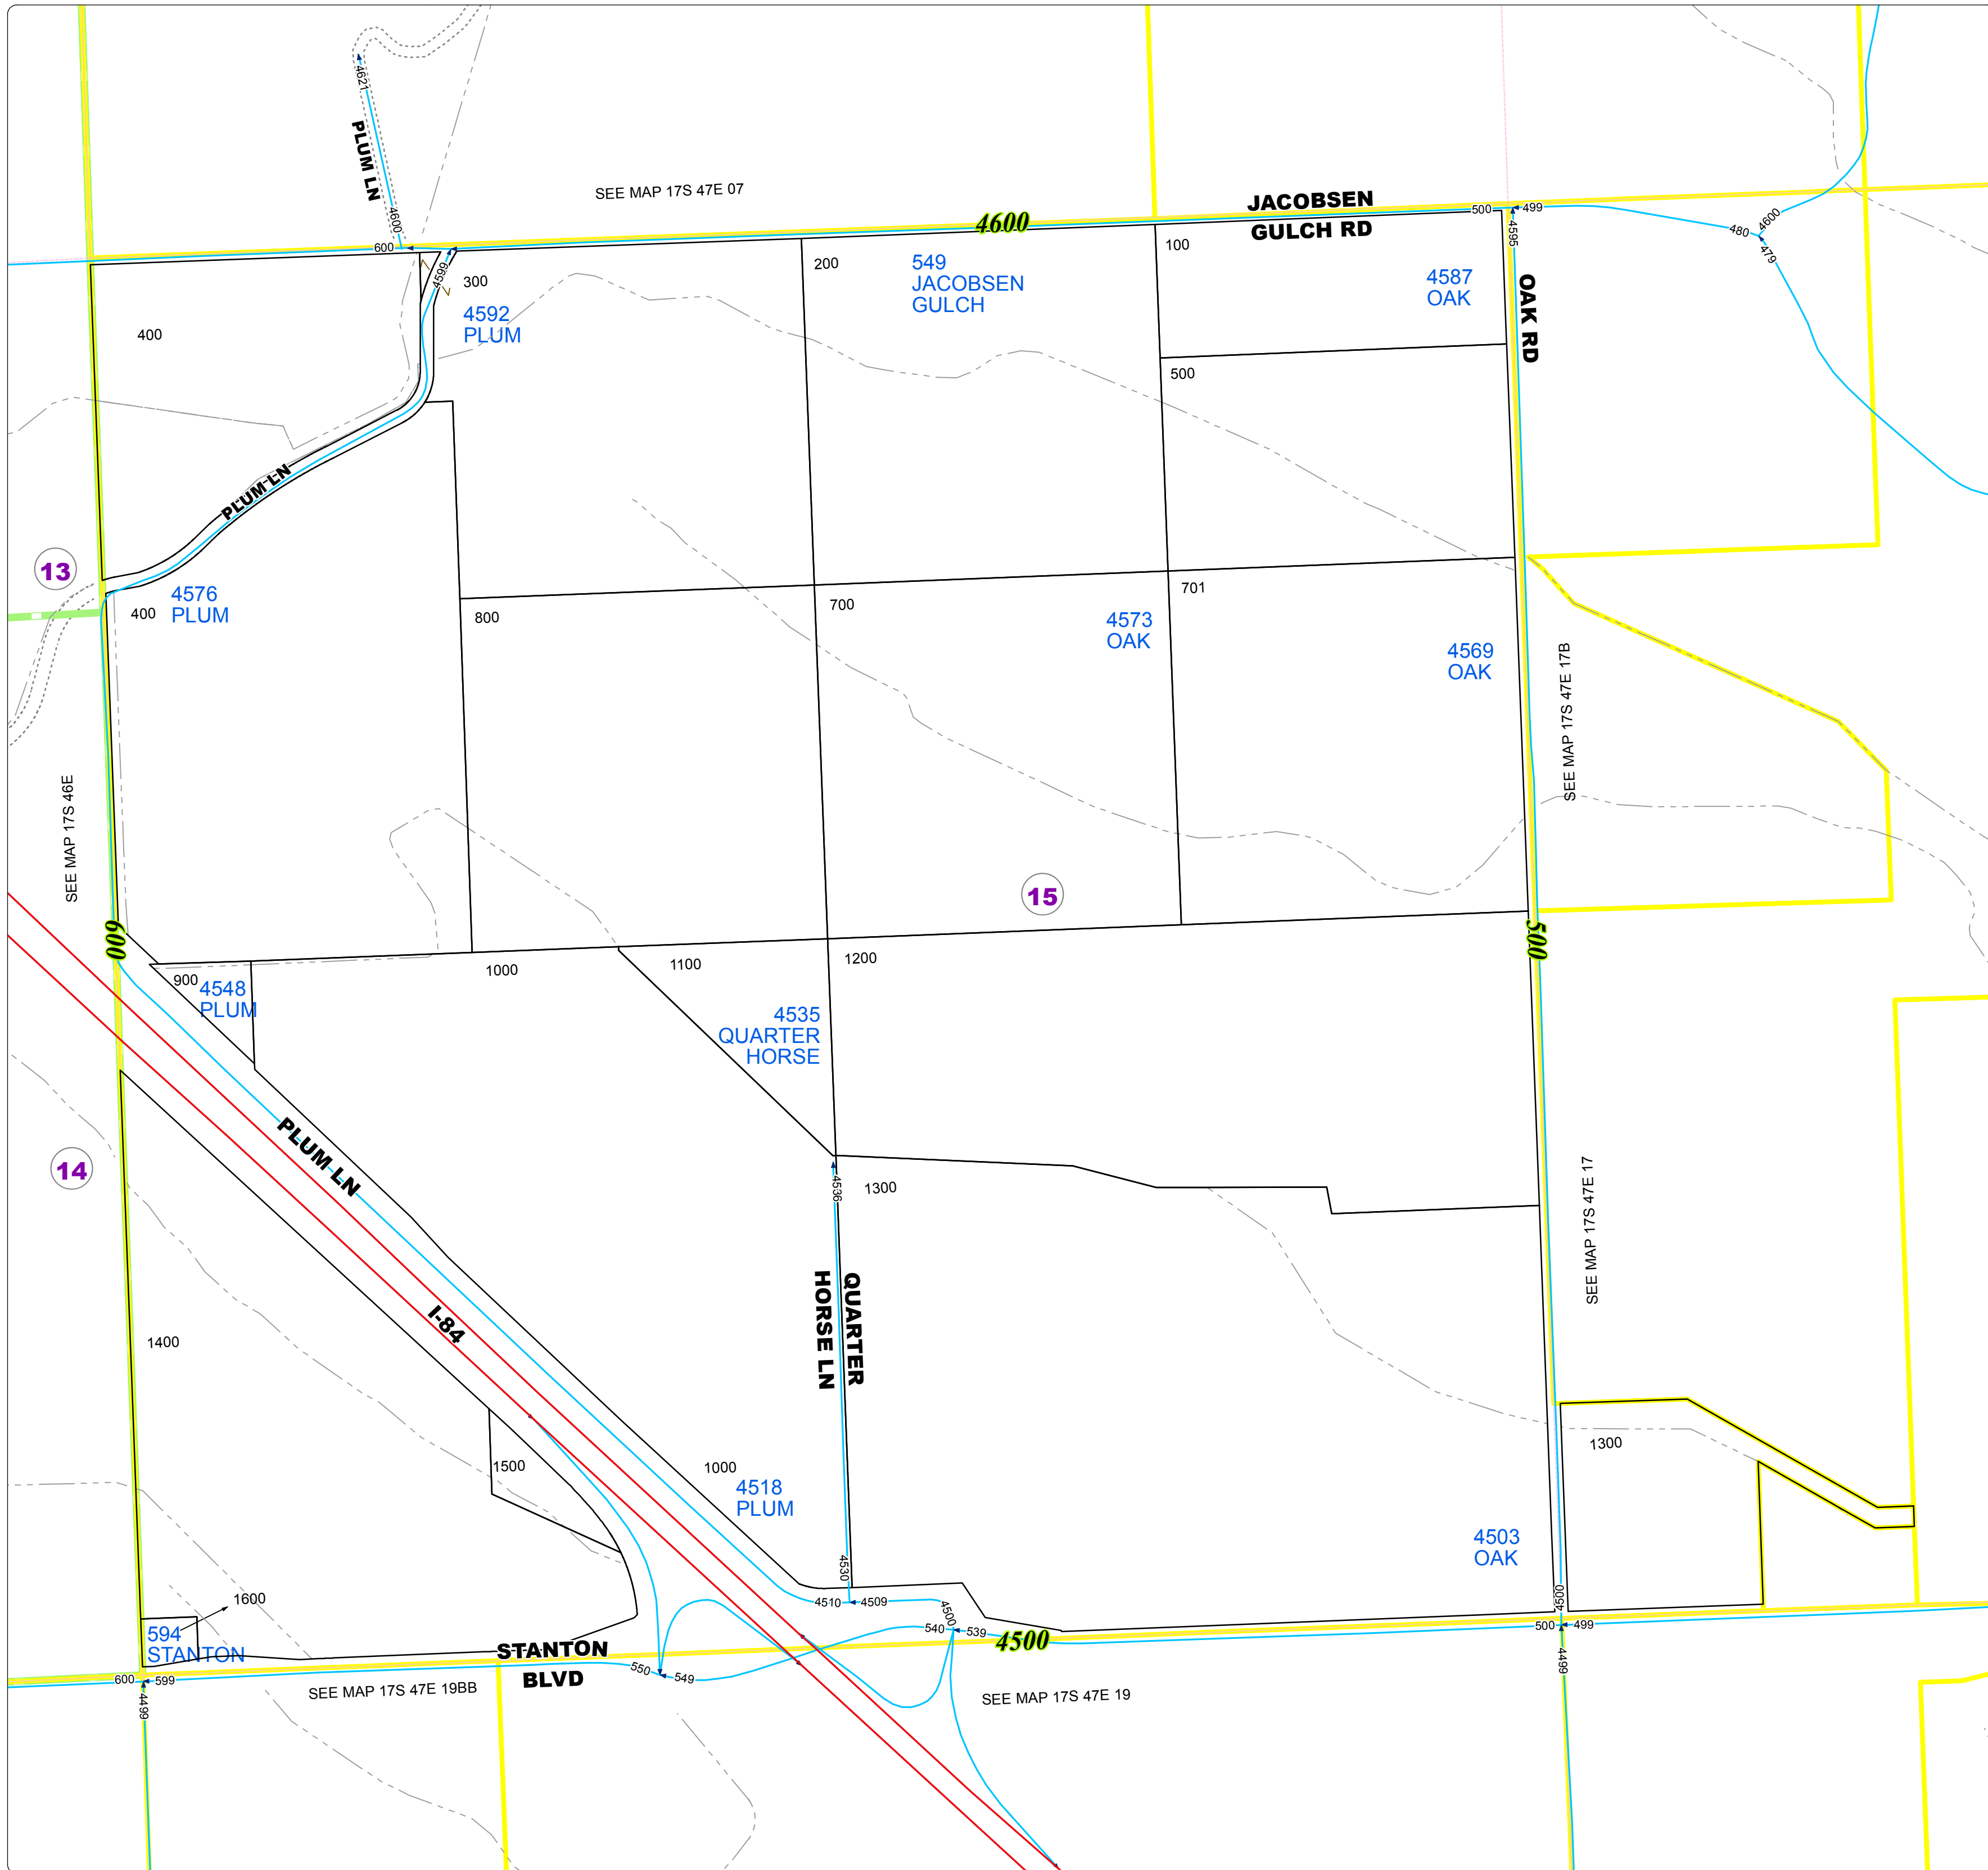 4621
PLUM LN
4600
SEE MAP 17S 47E 07
600
4600
JACOBSEN
GULCH RD
500
499
4595
480
4600
479
4599
300
4592
PLUM
200
549
JACOBSEN
GULCH
100
4587
OAK
OAK RD
400
500
PLUM LN
13
400
4576
PLUM
800
700
4573
OAK
701
4569
OAK
SEE MAP 17S 47E 17B
SEE MAP 17S 46E
15
600
500
900
4548
PLUM
1000
1100
1200
4535
QUARTER
HORSE
PLUM LN
14
4536
1300
SEE MAP 17S 47E 17
QUARTER
HORSE LN
I-84
1400
1500
1000
4518
PLUM
1300
4503
OAK
4530
4510
4509
4500
4500
1600
594
STANTON
STANTON
BLVD
540
539
4500
500
499
550
549
600
599
4499
4499
SEE MAP 17S 47E 19BB
SEE MAP 17S 47E 19